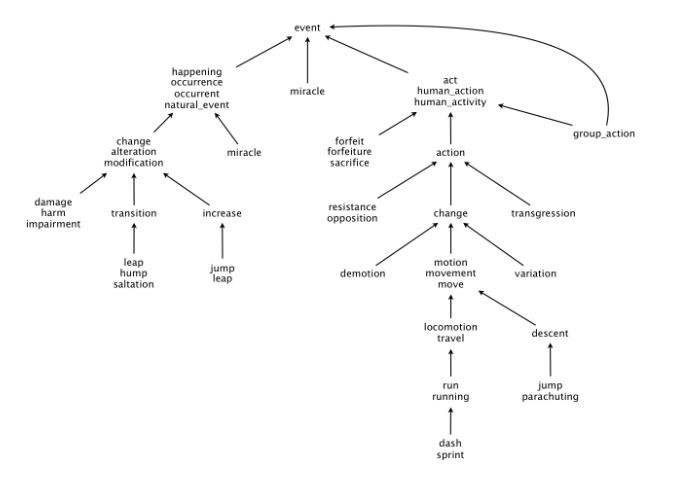 event
happening
occurrence
occurrent
natural_event
miracle
act
human_action
human_activity
group_action
change
alteration
modification
miracle
forfeit
forfeiture
sacrifice
action
damage
harm
impairment
transition
increase
resistance
opposition
change
transgression
leap
hump
saltation
jump
leap
demotion
motion
movement
move
variation
locomotion
travel
descent
run
running
jump
parachuting
dash
sprint